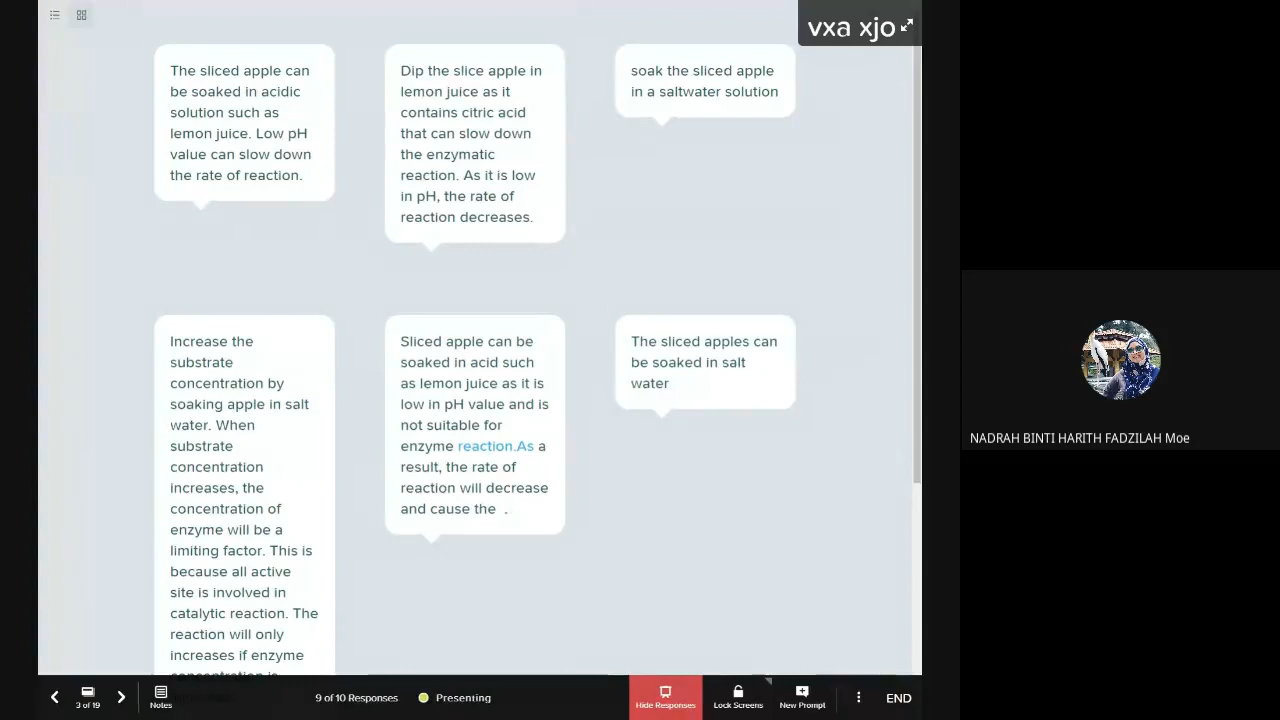 vxa xjo
The sliced apple can
be soaked in acidic
solution such as
lemon juice. Low pH
value can slow down
the rate of reaction.
Dip the slice apple in
lemon juice as it
contains citric acid
that can slow down
the enzymatic
reaction. As it is low
in pH, the rate of
reaction decreases.
soak the sliced apple
in a saltwater solution
Increase the
substrate
concentration by
soaking apple in salt
water. When
substrate
concentration
increases, the
concentration of
enzyme will be a
limiting factor. This is
because all active
site is involved in
catalytic reaction. The
reaction will only
increases if enzyme
concentration is
Sliced apple can be
soaked in acid such
as lemon juice as it is
low in pH value and is
not suitable for
enzyme reaction.As a
result, the rate of
reaction will decrease
and cause the .
The sliced apples can
be soaked in salt
water
NADRAH BINTI HARITH FADZILAH Moe
3 of 19
Notes
9 of 10 Responses
Presenting
Hide Responses
Lock Screens
New Prompt
END